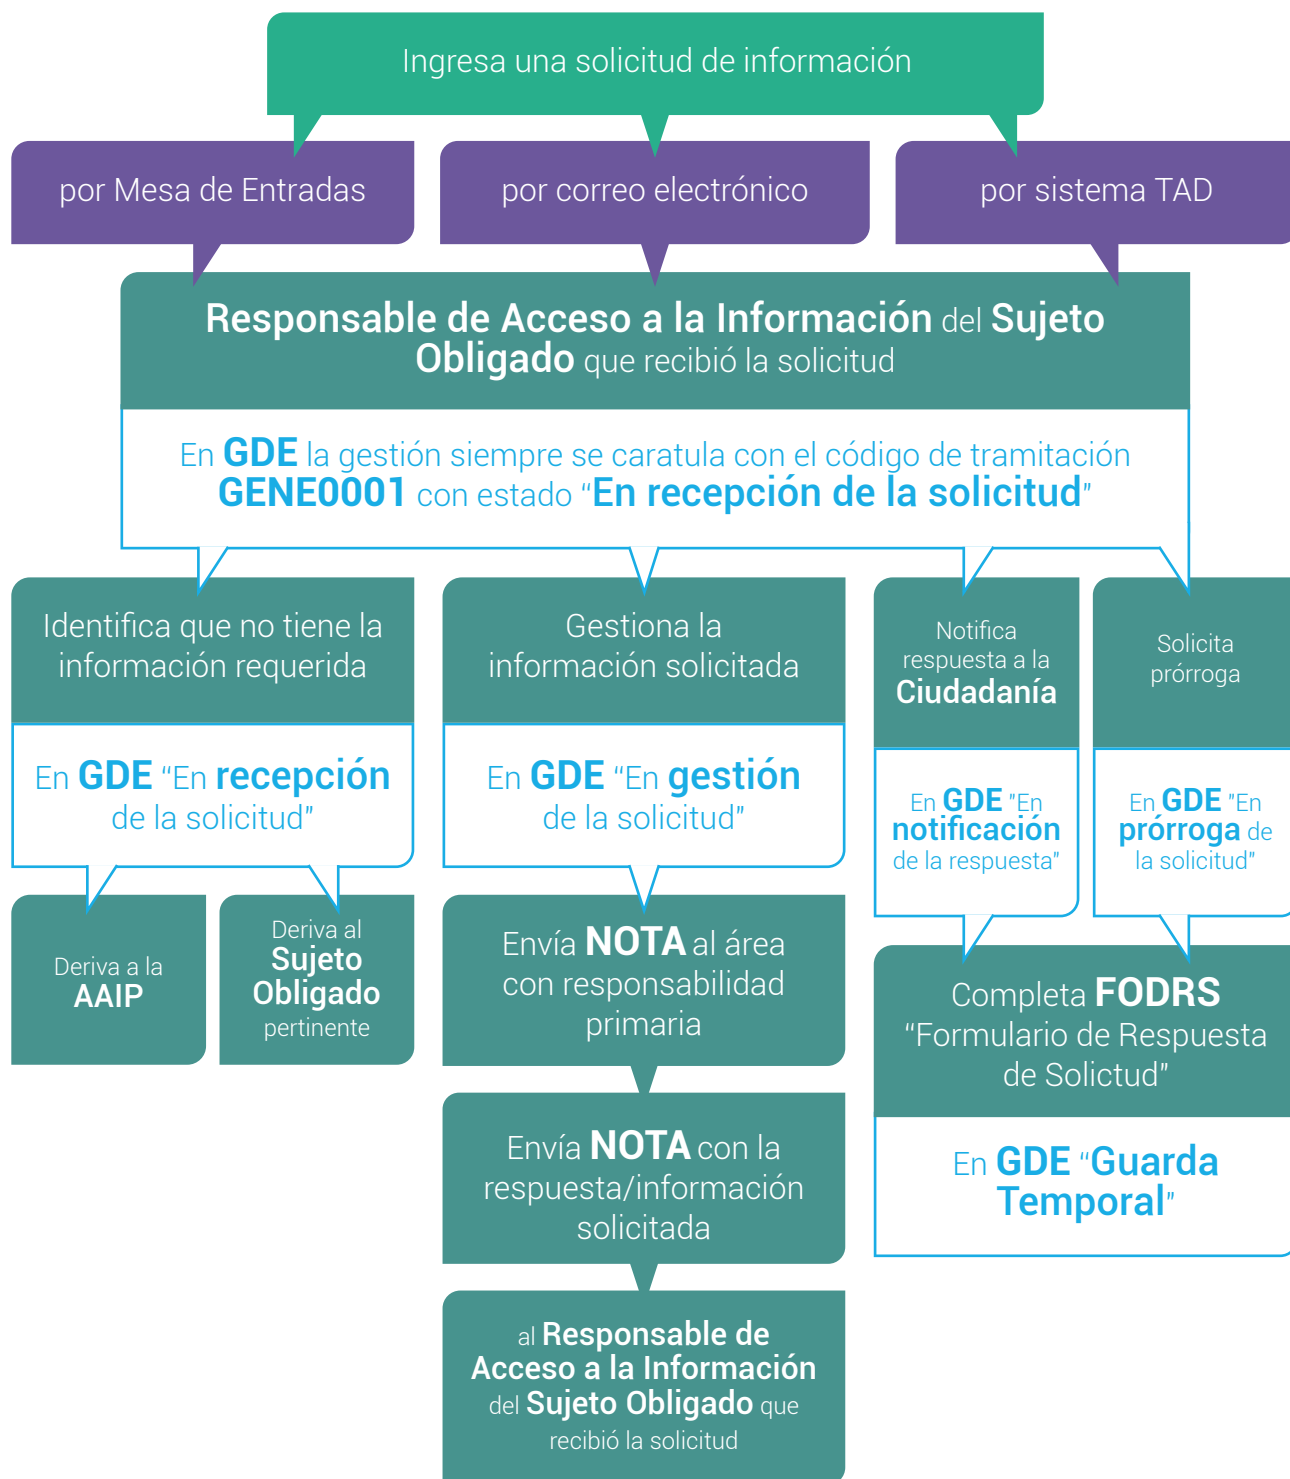 Ingresa una solicitud de información
por Mesa de Entradas
por correo electrónico
por sistema TAD
Responsable de Acceso a la Información del Sujeto
Obligado que recibió la solicitud
En GDE la gestión siempre se caratula con el código de tramitación
GENE0001 con estado “En recepción de la solicitud”
Identifica que no tiene la
información requerida
En GDE “En recepción
de la solicitud”
Deriva a la
AAIP
Deriva al
Sujeto
Obligado
pertinente
Gestiona la
información solicitada
En GDE “En gestión
de la solicitud”
Envía NOTA al área
con responsabilidad
primaria
Envía NOTA con la
respuesta/información
solicitada
al Responsable de
Acceso a la Información
del Sujeto Obligado que
recibió la solicitud
Notifica
respuesta a la
Ciudadanía
En GDE "En
notificación
de la respuesta"
Solicita
prórroga
En GDE "En
prórroga de
la solicitud"
Completa FODRS
“Formulario de Respuesta
de Solictud”
En GDE “Guarda
Temporal”